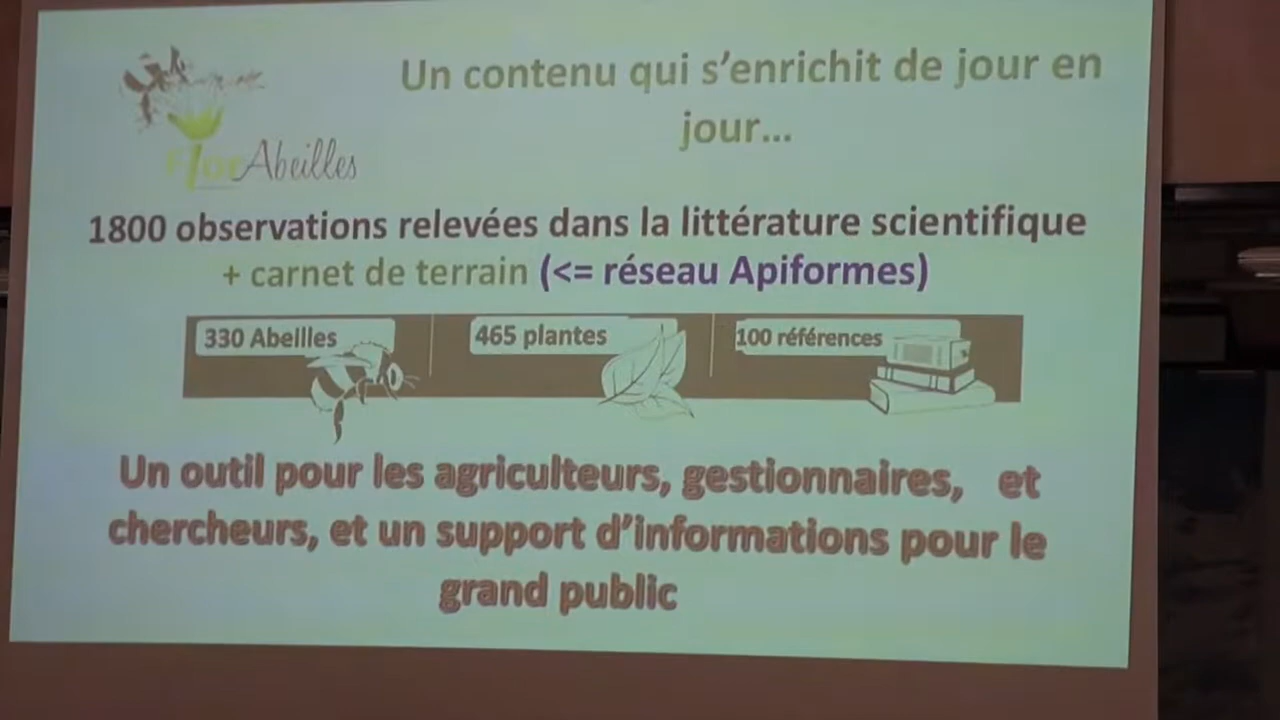 Un contenu qui s'enrichit de jour en
jour...
FlorAbeilles
1800 observations relevées dans la littérature scientifique
+ carnet de terrain (<= réseau Apiformes)
330 Abeilles
465 plantes
100 références
Un outil pour les agriculteurs, gestionnaires, et
chercheurs, et un support d'informations pour le
grand public